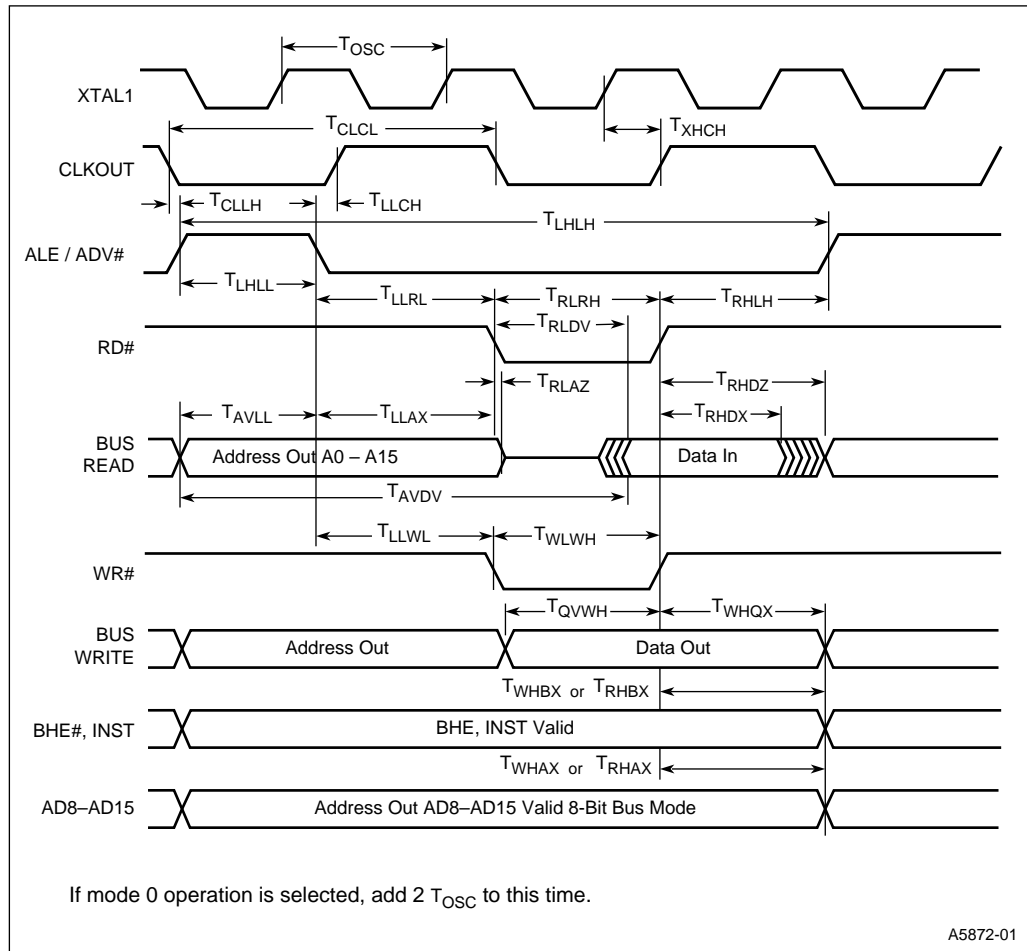 TOSC
XTAL1
TCLCL
TXHCH
CLKOUT
TCLLH
TLLCH
TLHLH
ALE / ADV#
TLHLL
TLLRL
TRLRH
TRHLH
TRLDV
RD#
TRLAZ
TRHDZ
TAVLL
TLLAX
TRHDX
BUS
READ
Address Out A0 – A15
Data In
TAVDV
TLLWL
TWLWH
WR#
TQVWH
TWHQX
BUS
WRITE
Address Out
Data Out
TWHBX or TRHBX
BHE#, INST
BHE, INST Valid
TWHAX or TRHAX
AD8–AD15
Address Out AD8–AD15 Valid 8-Bit Bus Mode
If mode 0 operation is selected, add 2 TOSC to this time.
A5872-01